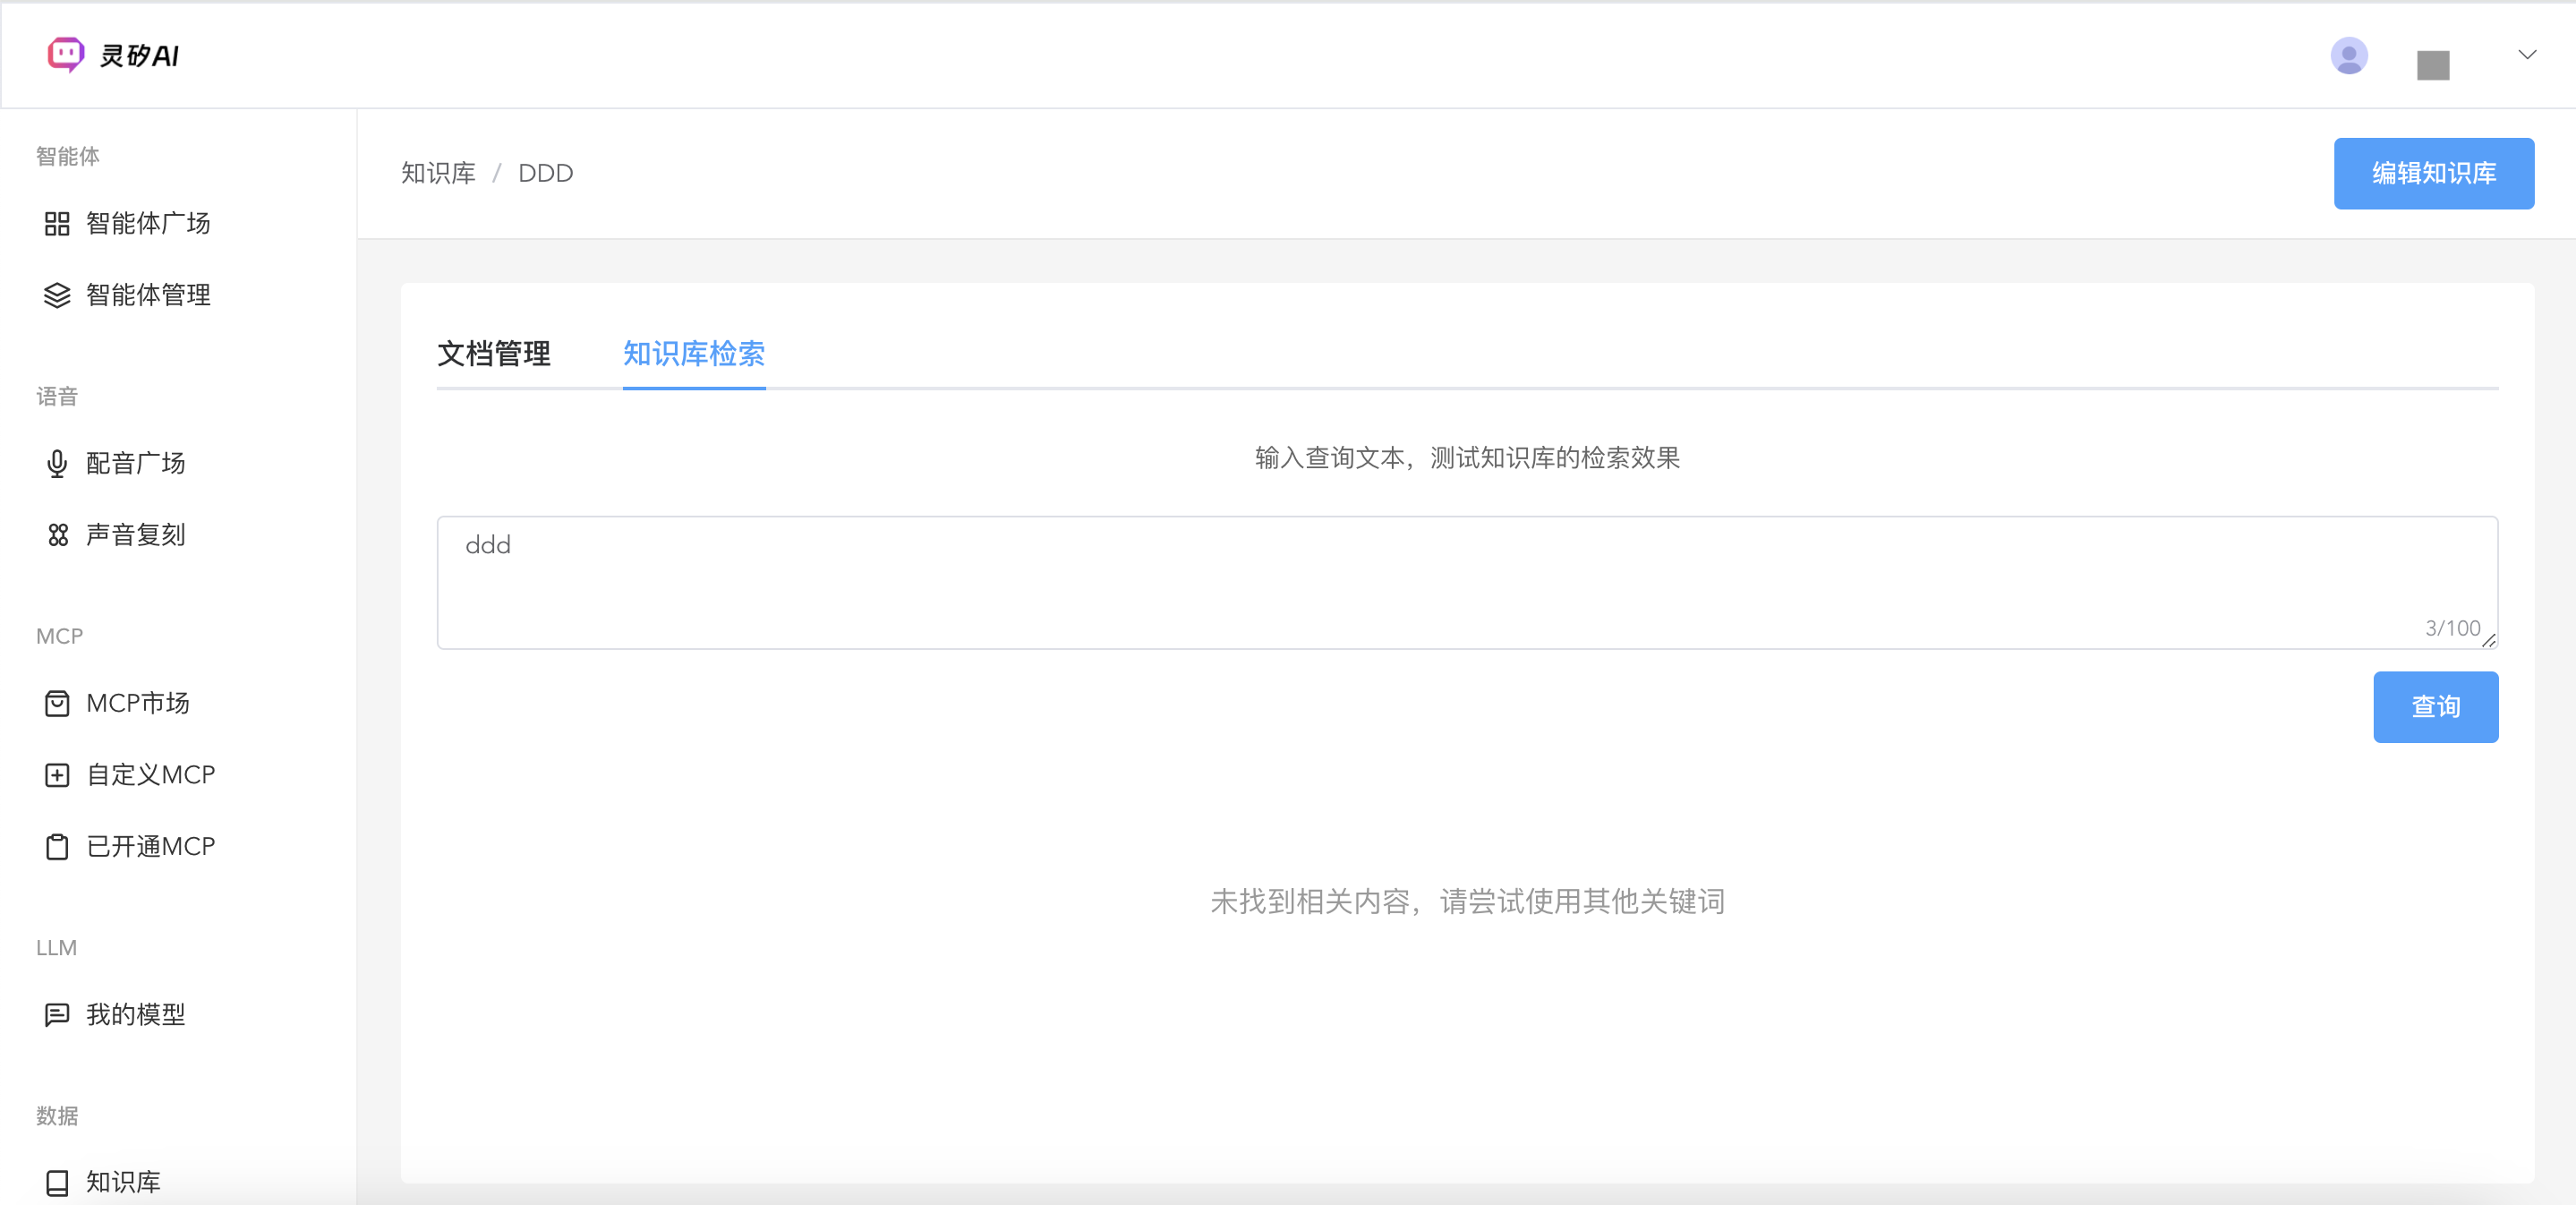 灵矽AI
智能体
智能体广场
智能体管理
语音
配音广场
声音复刻
MCP
MCP市场
自定义MCP
已开通MCP
LLM
我的模型
数据
知识库
知识库 / DDD
编辑知识库
文档管理 知识库检索
输入查询文本，测试知识库的检索效果
ddd
3/100
查询
未找到相关内容，请尝试使用其他关键词